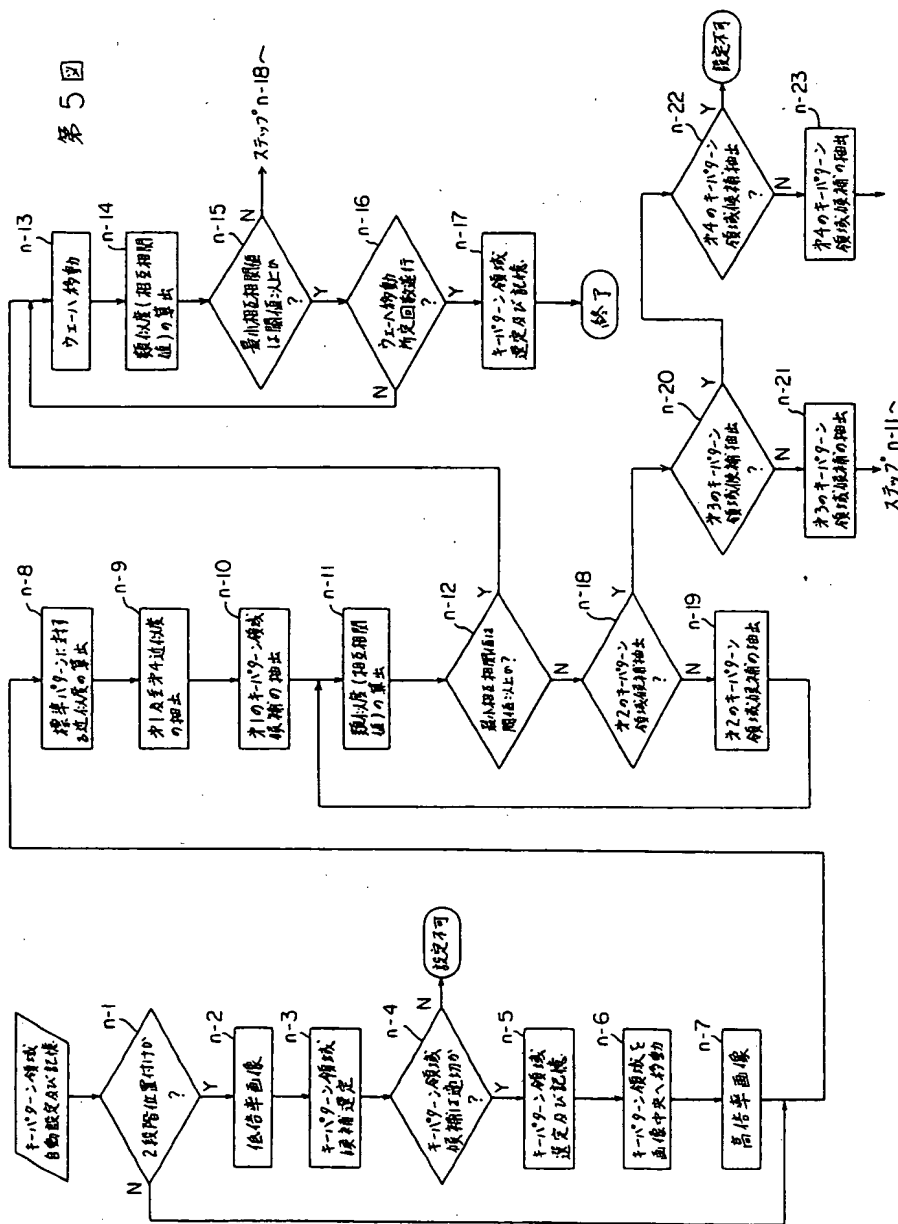 第5図
キーパターン領域
自動設定及び記憶
n-1
2段階位置付けか
?
N
Y
n-2
低倍率画像
n-3
キーパターン領域
候補選定
n-4
キーパターン領域
候補は適切か
?
N
設定不可
Y
n-5
キーパターン領域
選定及び記憶
n-6
キーパターン領域を
画像中央へ移動
n-7
高倍率画像
n-8
標準パターンに対す
る近似度の算出
n-9
才1乃至才4近似度
の抽出
n-10
才1のキーパターン領域
候補の抽出
n-11
類似度(相互相関
値)の算出
n-12
最小相互相関値は
閾値以上か?
Y
N
n-18
才2のキーパターン
領域候補抽出
?
Y
N
n-19
才2のキーパターン
領域候補の抽出
n-13
ウェーハ移動
n-14
類似度(相互相関
値)の算出
n-15
最小相互相関値
は閾値以上か
?
N
ステップn-18〜
Y
n-16
ウェーハ移動
所定回数遂行
?
N
Y
n-17
キーパターン領域
選定及び記憶
終了
n-20
才3のキーパターン
領域候補抽出
?
Y
N
n-21
才3のキーパターン
領域候補の抽出
ステップn-11〜
n-22
才4のキーパターン
領域候補抽出
?
Y
設定不可
N
n-23
才4のキーパターン
領域候補の抽出